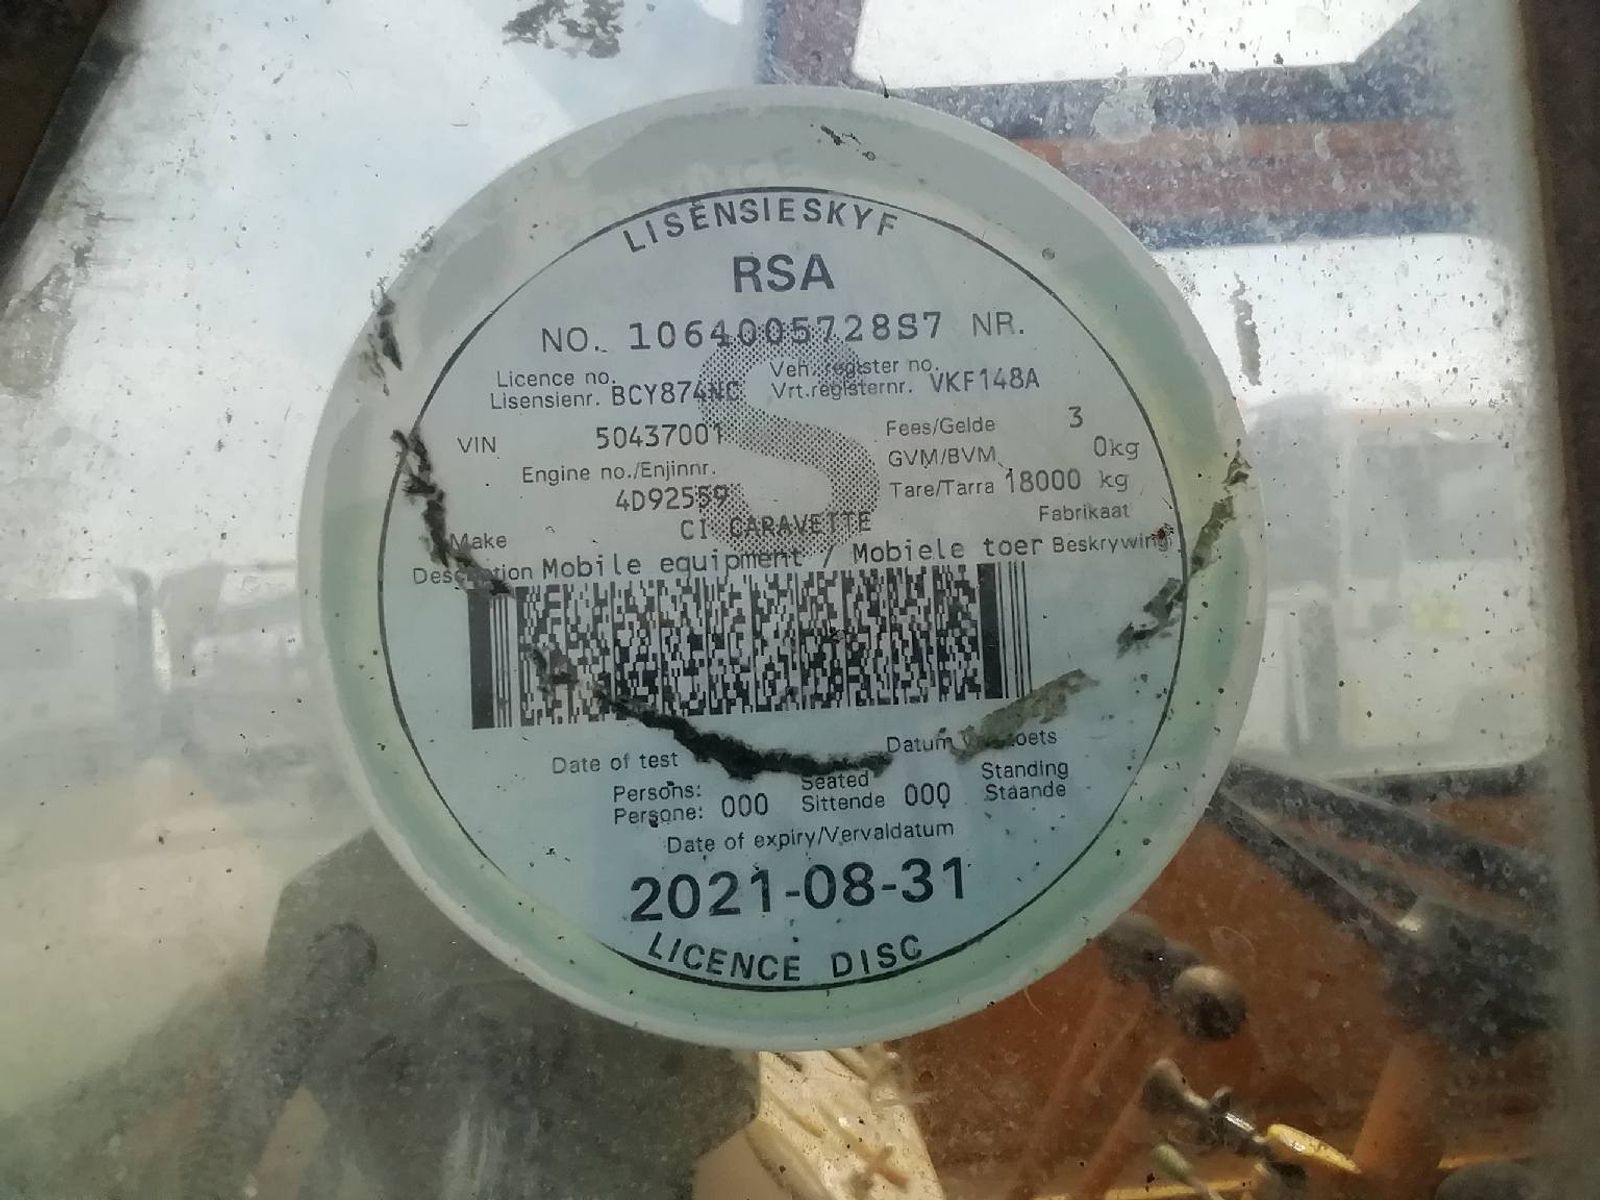 LISENSIESKYF
RSA
NO. 1064005728S7 NR.
Licence no. Veh. register no.
Lisensienr. BCY874NC Vrt.registernr. VKF148A
VIN 50437001 Fees/Gelde 3
Engine no./Enjinnr. GVM/BVM 0kg
4D92559 Tare/Tarra 18000 kg
Make CI CARAVETTE Fabrikaat
Description Mobile equipment / Mobiele toer Beskrywing
Date of test Datum toets
Persons: Seated Standing
Persone: 000 Sittende 000 Staande
Date of expiry/Vervaldatum
2021-08-31
LICENCE DISC
S